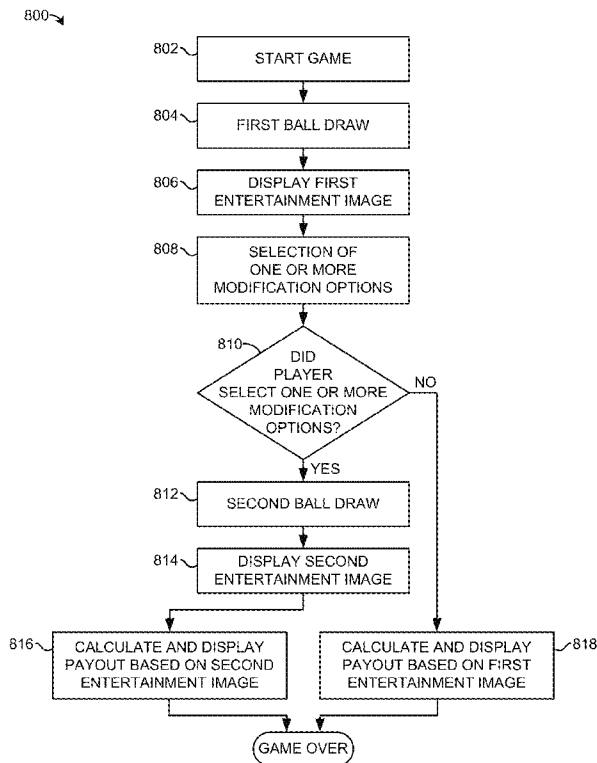 800
802
START GAME
804
FIRST BALL DRAW
806
DISPLAY FIRST
ENTERTAINMENT IMAGE
808
SELECTION OF
ONE OR MORE
MODIFICATION OPTIONS
810
DID
PLAYER
SELECT ONE OR MORE
MODIFICATION
OPTIONS?
NO
YES
812
SECOND BALL DRAW
814
DISPLAY SECOND
ENTERTAINMENT IMAGE
816
CALCULATE AND DISPLAY
PAYOUT BASED ON SECOND
ENTERTAINMENT IMAGE
CALCULATE AND DISPLAY
PAYOUT BASED ON FIRST
ENTERTAINMENT IMAGE
818
GAME OVER